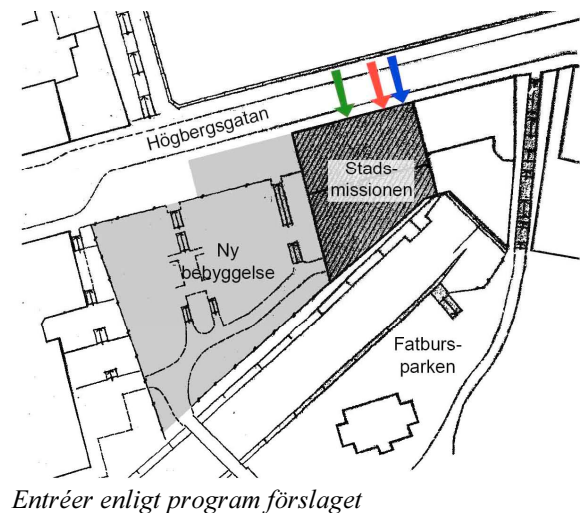 Högbergsgatan
Stads-
missionen
Ny
bebyggelse
Fatburs-
parken
Entréer enligt program förslaget